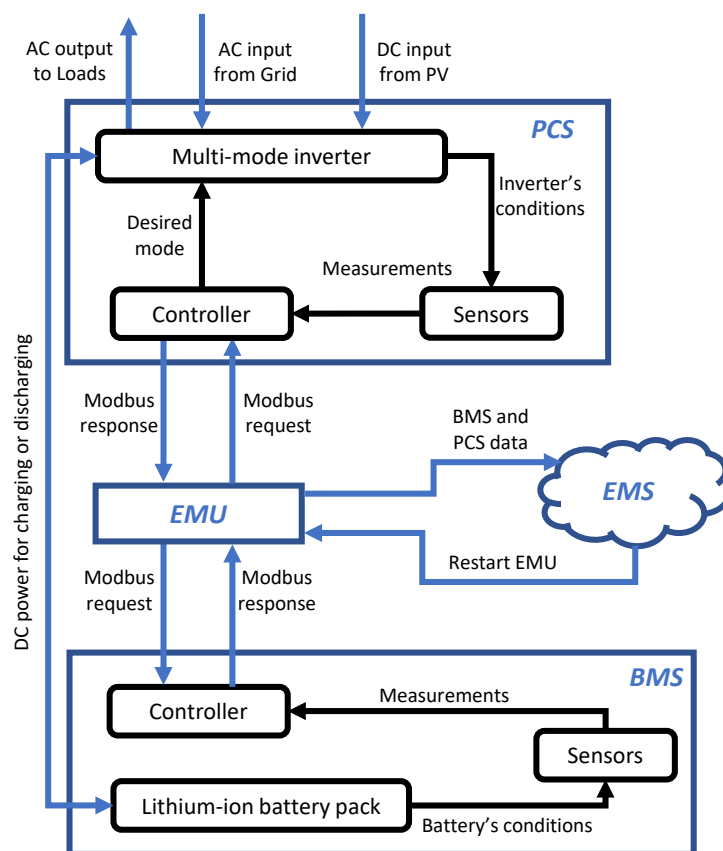 AC output
to Loads
AC input
from Grid
DC input
from PV
PCS
Multi-mode inverter
Inverter's
conditions
Desired
mode
Measurements
Controller
Sensors
DC power for charging or discharging
Modbus
response
Modbus
request
BMS and
PCS data
EMU
EMS
Restart EMU
Modbus
request
Modbus
response
BMS
Measurements
Controller
Sensors
Lithium-ion battery pack
Battery's conditions